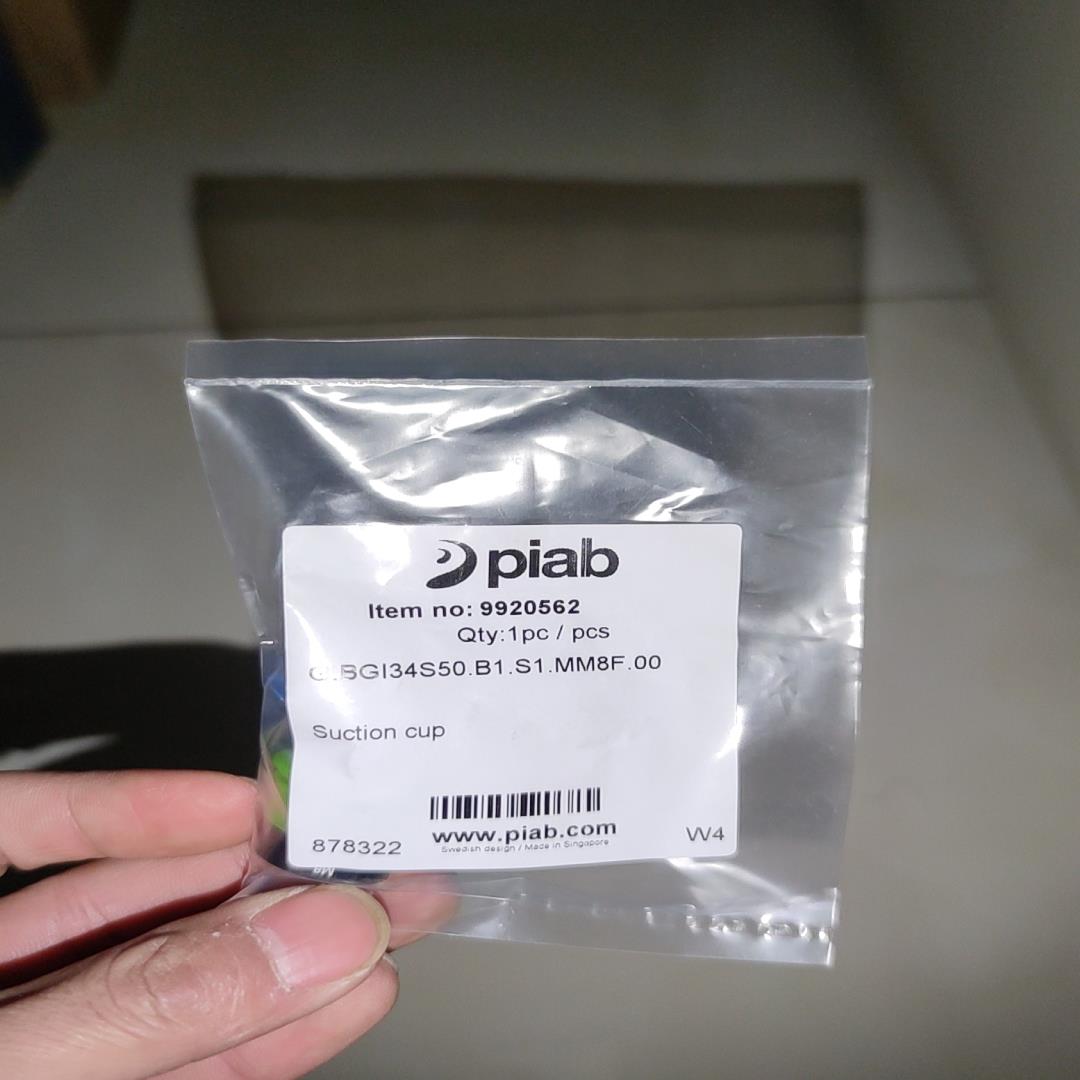 piab
Item no: 9920562
Qty:1pc / pcs
G.BGI34S50.B1.S1.MM8F.00
Suction cup
www.piab.com
Swedish design / Made in Singapore
878322
W4